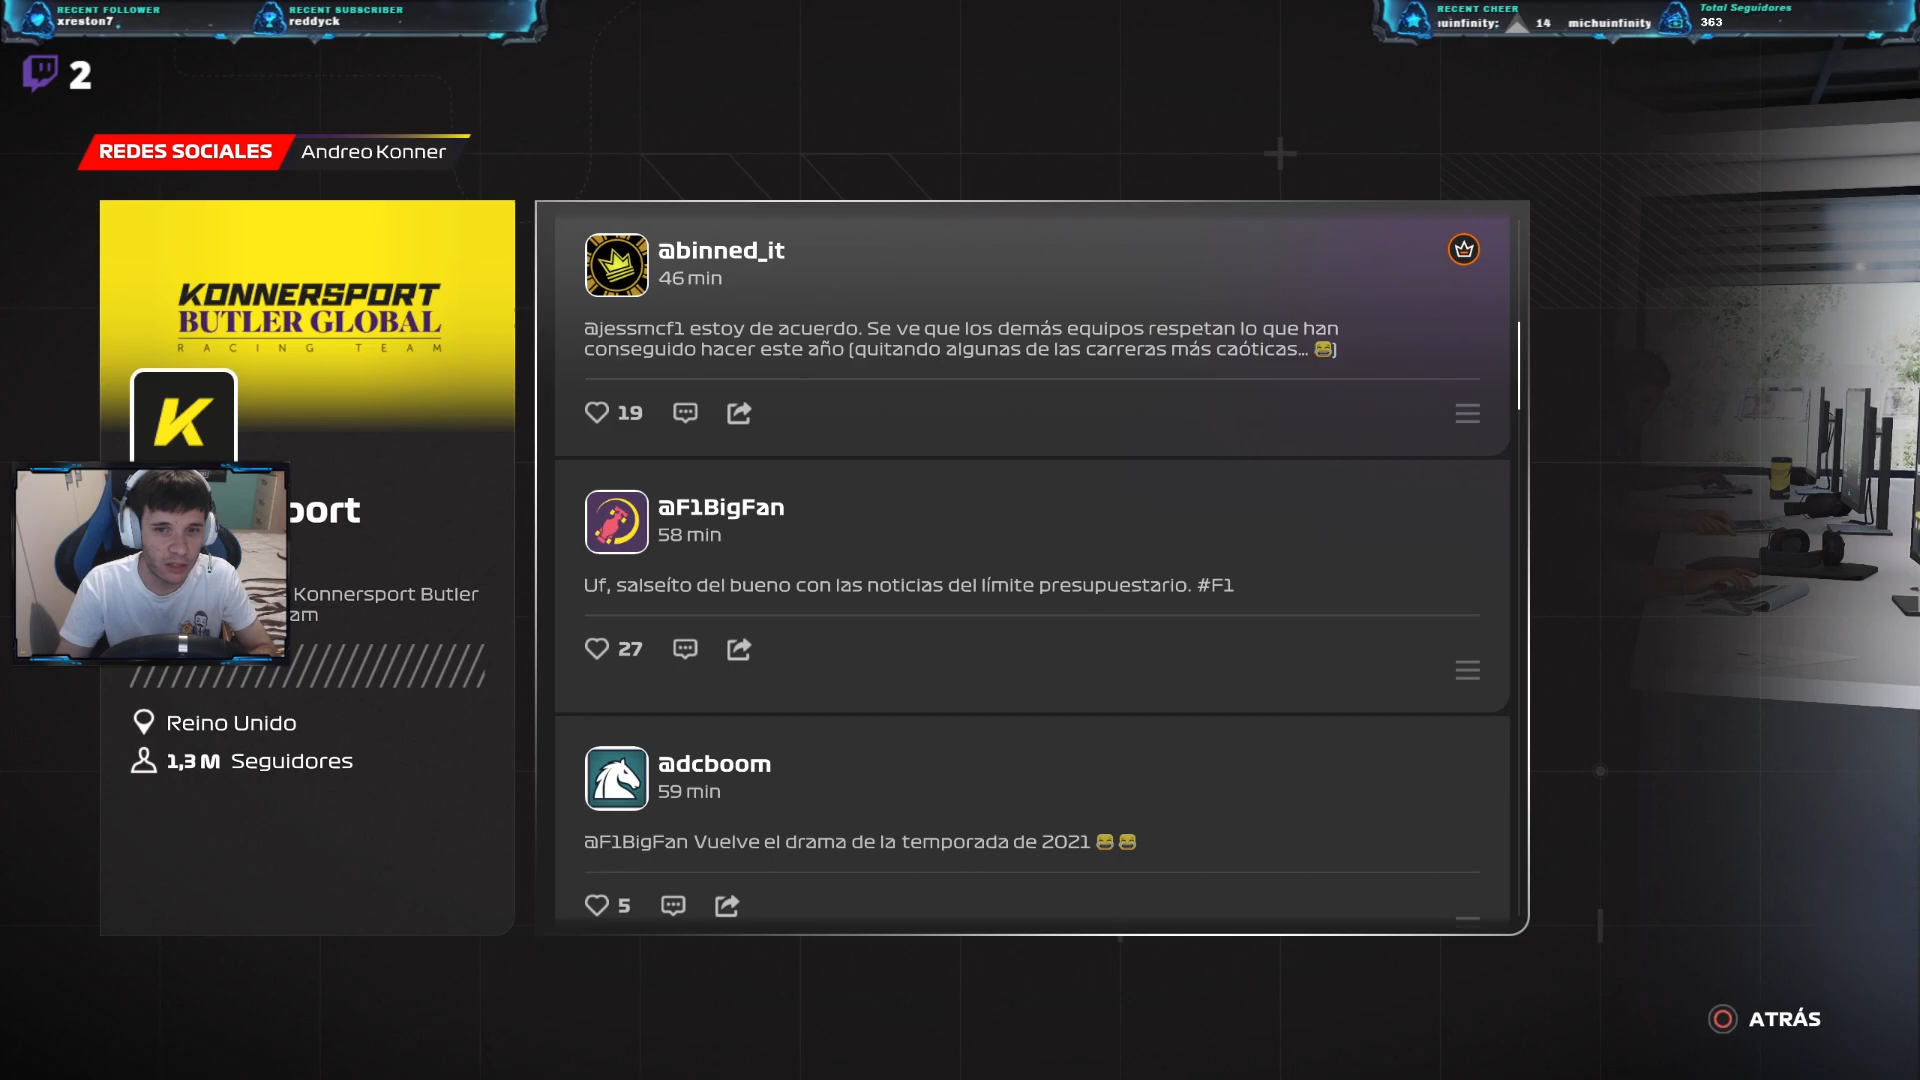 RECENT FOLLOWER
xreston7
RECENT SUBSCRIBER
reddyck
RECENT CHEER
uinfinity: 14 michuinfinity
Total Seguidores
363
2
REDES SOCIALES Andreo Konner
KONNERSPORT
BUTLER GLOBAL
RACING TEAM
K
port
Konnersport Butler
am
Reino Unido
1,3 M Seguidores
@binned_it
46 min
@jessmcf1 estoy de acuerdo. Se ve que los demás equipos respetan lo que han
conseguido hacer este año (quitando algunas de las carreras más caóticas... 😂)
19
@F1BigFan
58 min
Uf, salseíto del bueno con las noticias del límite presupuestario. #F1
27
@dcboom
59 min
@F1BigFan Vuelve el drama de la temporada de 2021 😂😂
5
ATRÁS